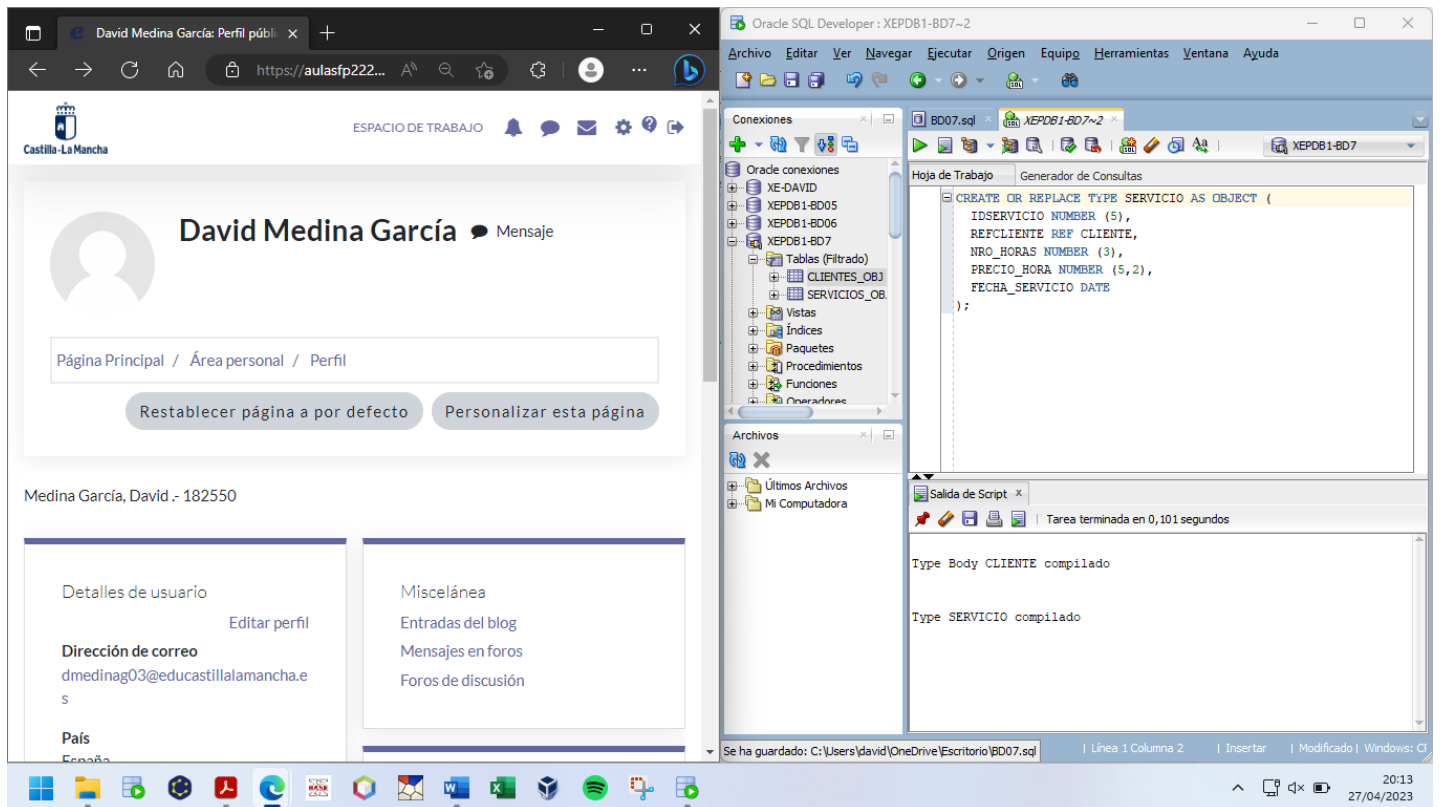 David Medina García: Perfil públi
https://aulasfp222...
Castilla-La Mancha
ESPACIO DE TRABAJO
David Medina García
Mensaje
Página Principal / Área personal / Perfil
Restablecer página a por defecto
Personalizar esta página
Medina García, David .- 182550
Detalles de usuario
Editar perfil
Dirección de correo
dmedinag03@educastillalamancha.e
s
País
España
Miscelánea
Entradas del blog
Mensajes en foros
Foros de discusión
Oracle SQL Developer : XEPDB1-BD7~2
Archivo Editar Ver Navegar Ejecutar Origen Equipo Herramientas Ventana Ayuda
Conexiones
Oracle conexiones
XE-DAVID
XEPDB1-BD05
XEPDB1-BD06
XEPDB1-BD7
Tablas (Filtrado)
CLIENTES_OBJ
SERVICIOS_OB
Vistas
Índices
Paquetes
Procedimientos
Funciones
Operadores
Archivos
Últimos Archivos
Mi Computadora
BD07.sql
XEPDB1-BD7~2
XEPDB1-BD7
Hoja de Trabajo
Generador de Consultas
CREATE OR REPLACE TYPE SERVICIO AS OBJECT (
IDSERVICIO NUMBER (5),
REFCLIENTE REF CLIENTE,
NRO_HORAS NUMBER (3),
PRECIO_HORA NUMBER (5,2),
FECHA_SERVICIO DATE
);
Salida de Script
Tarea terminada en 0,101 segundos
Type Body CLIENTE compilado
Type SERVICIO compilado
Se ha guardado: C:\Users\david\OneDrive\Escritorio\BD07.sql
| Línea 1 Columna 2 | Insertar | Modificado | Windows: CF
20:13
27/04/2023